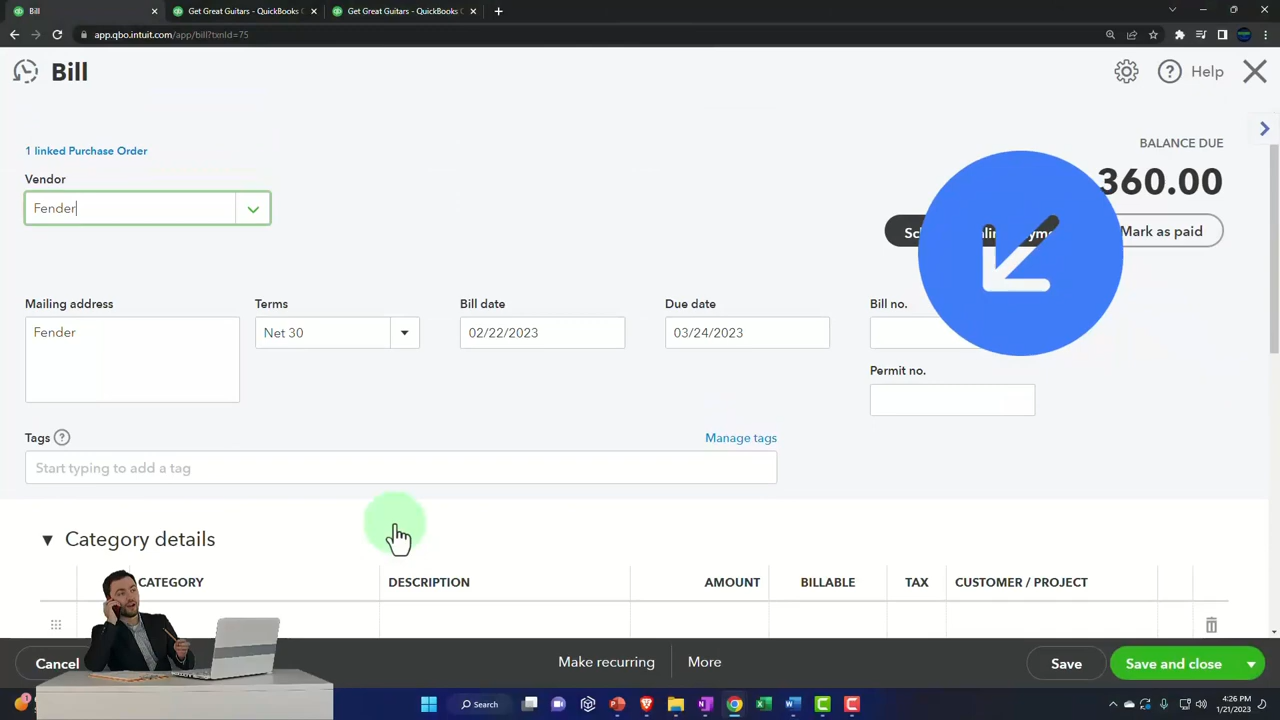 Bill
Get Great Guitars - QuickBooks
Get Great Guitars - QuickBooks
app.qbo.intuit.com/app/bill?txnId=75
Bill
Help
1 linked Purchase Order
BALANCE DUE
Vendor
360.00
Fender
Mark as paid
Mailing address
Terms
Bill date
Due date
Bill no.
Fender
Net 30
02/22/2023
03/24/2023
Permit no.
Tags
Manage tags
Start typing to add a tag
Category details
CATEGORY
DESCRIPTION
AMOUNT
BILLABLE
TAX
CUSTOMER / PROJECT
Cancel
Make recurring
More
Save
Save and close
Search
4:26 PM
1/21/2023